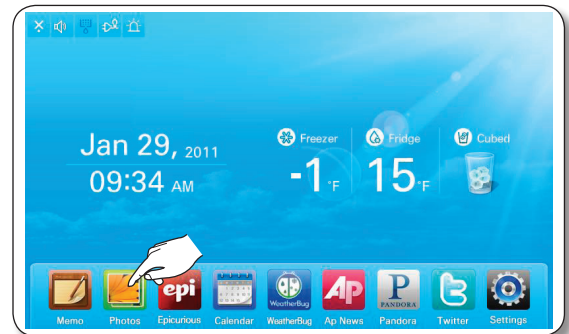 Jan 29, 2011
09:34 AM
Freezer
-1 °F
Fridge
15 °F
Cubed
epi
WeatherBug
AP
P
PANDORA
Memo Photos Epicurious Calendar WeatherBug Ap News Pandora Twitter Settings